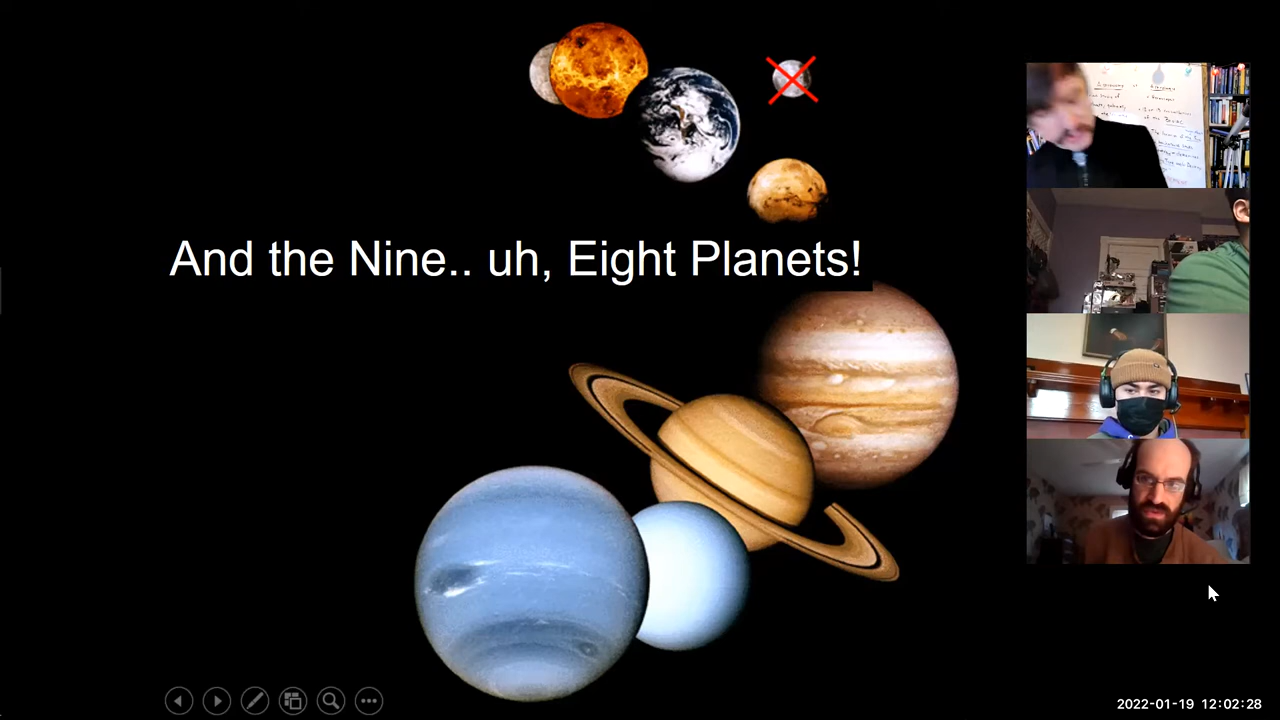 And the Nine.. uh, Eight Planets!
2022-01-19 12:02:28